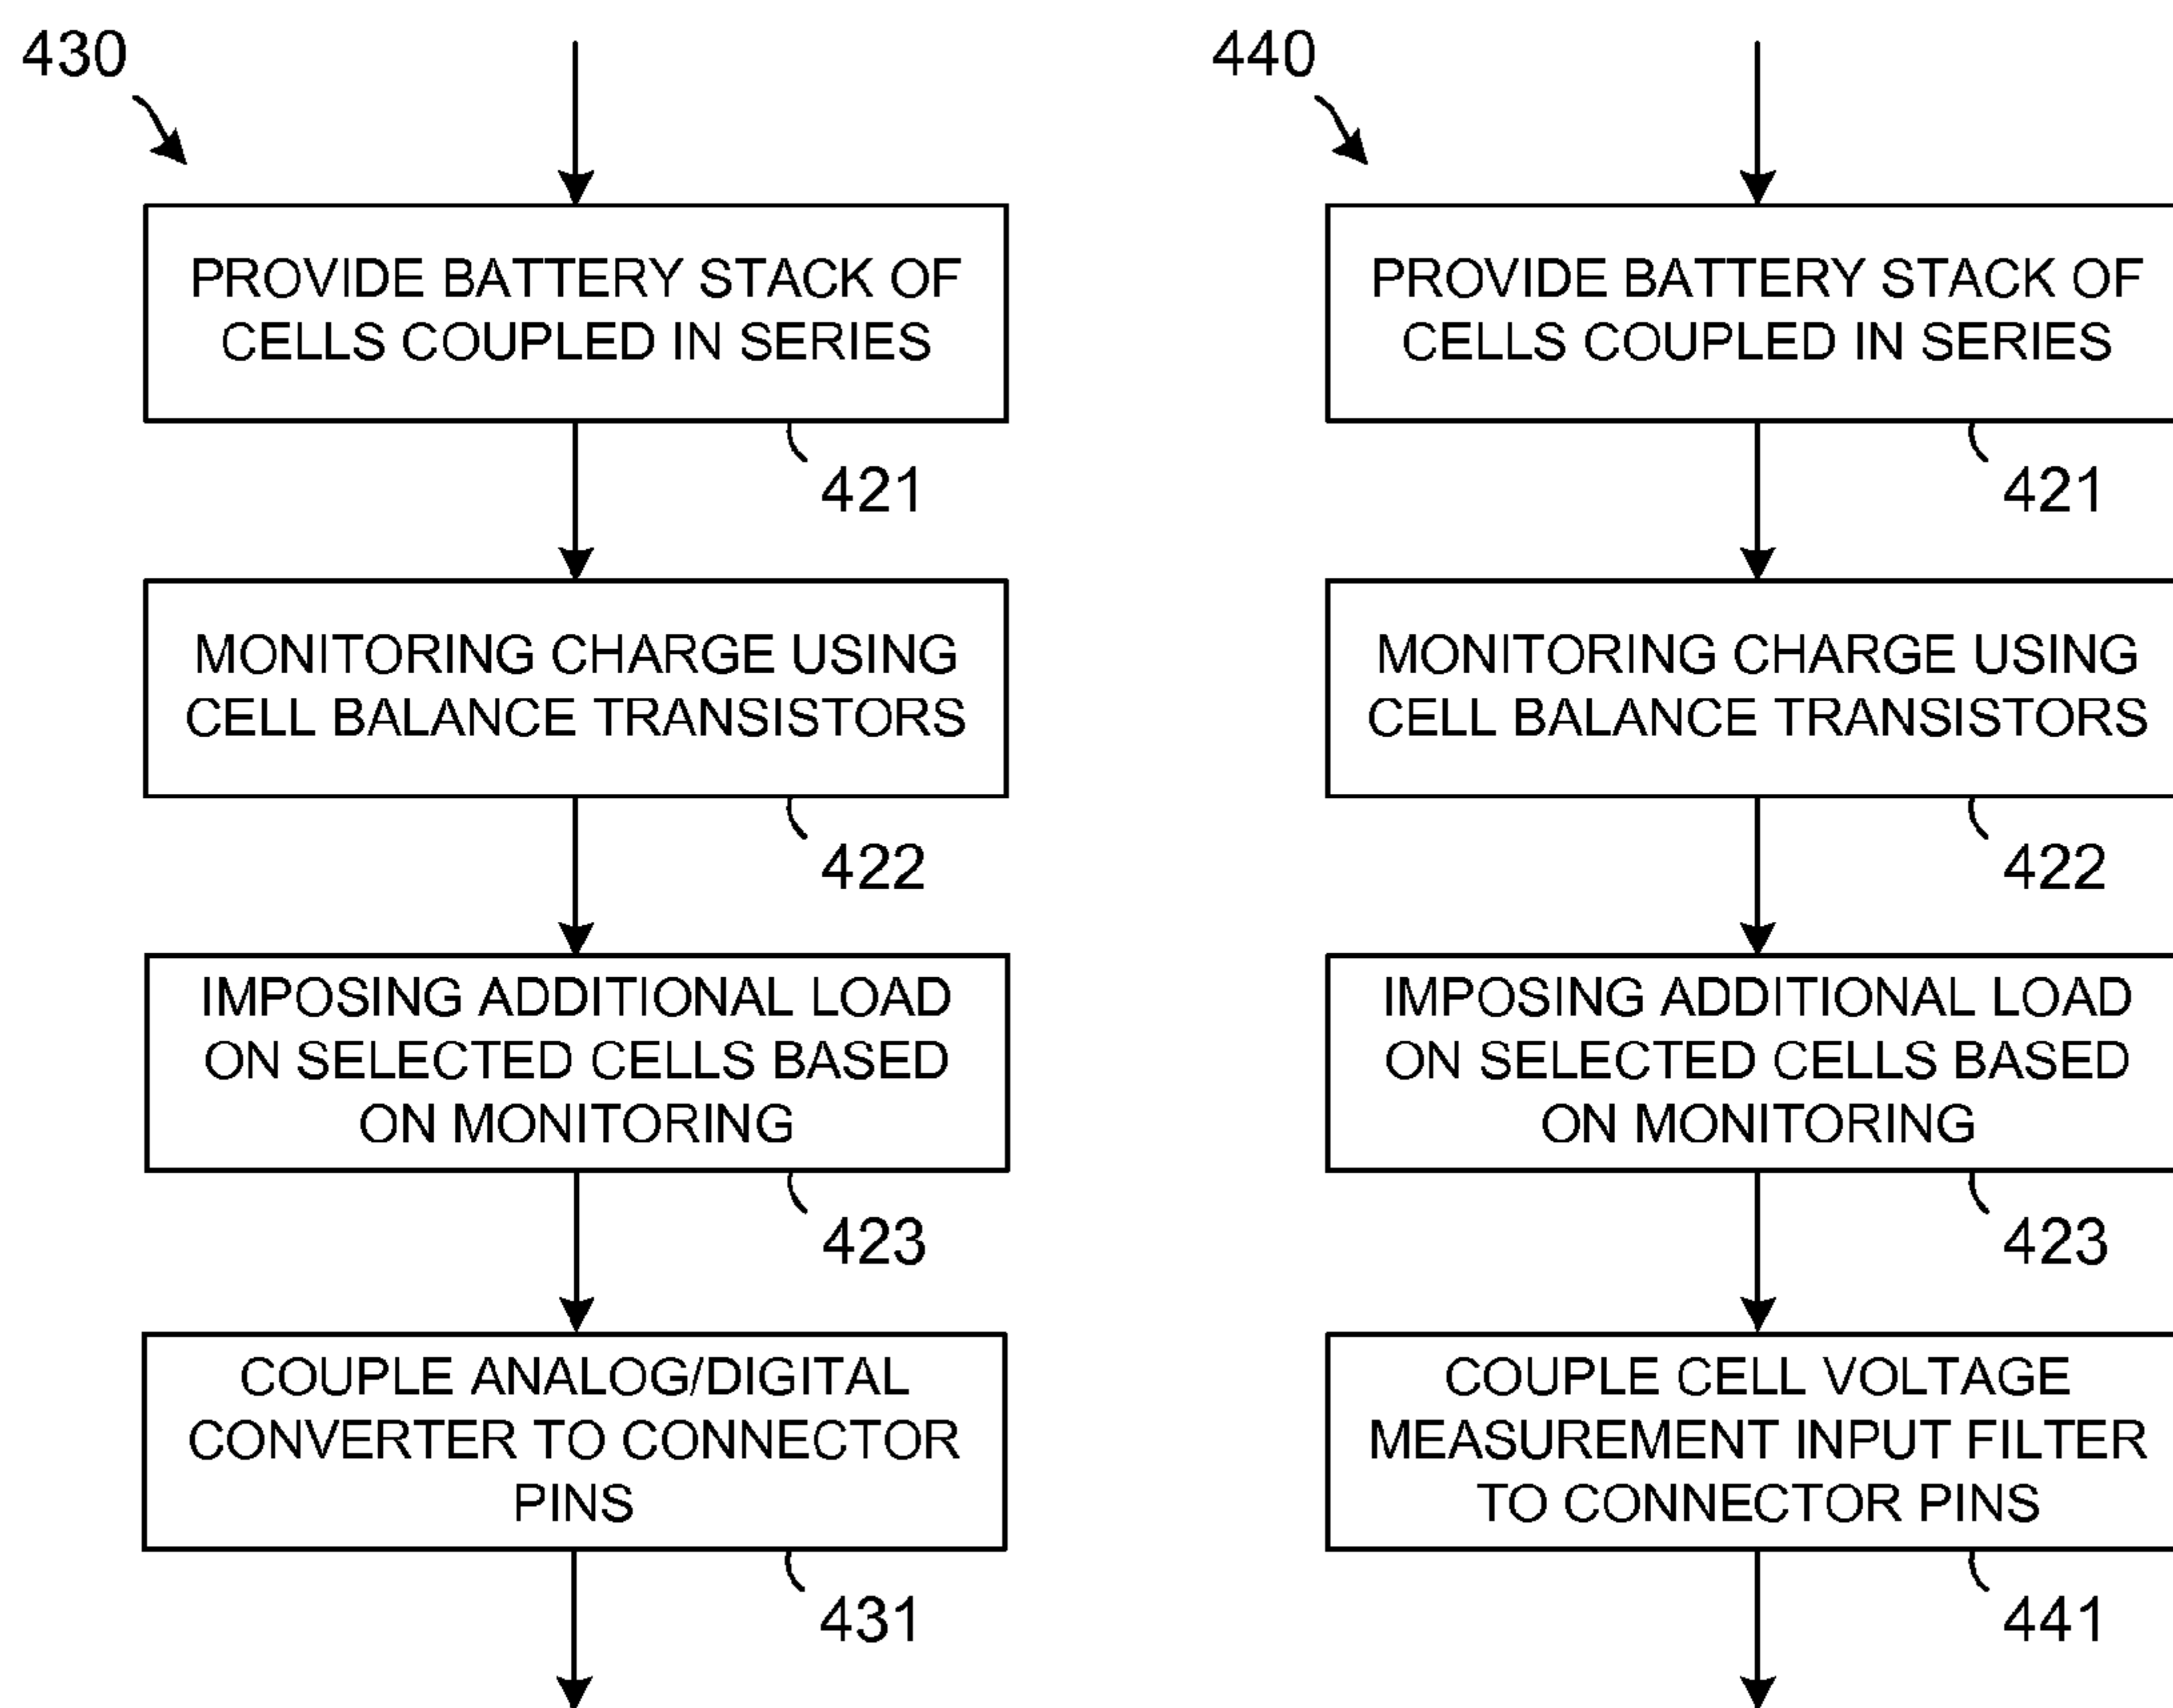 430
PROVIDE BATTERY STACK OF
CELLS COUPLED IN SERIES
421
MONITORING CHARGE USING
CELL BALANCE TRANSISTORS
422
IMPOSING ADDITIONAL LOAD
ON SELECTED CELLS BASED
ON MONITORING
423
COUPLE ANALOG/DIGITAL
CONVERTER TO CONNECTOR
PINS
431
440
PROVIDE BATTERY STACK OF
CELLS COUPLED IN SERIES
421
MONITORING CHARGE USING
CELL BALANCE TRANSISTORS
422
IMPOSING ADDITIONAL LOAD
ON SELECTED CELLS BASED
ON MONITORING
423
COUPLE CELL VOLTAGE
MEASUREMENT INPUT FILTER
TO CONNECTOR PINS
441